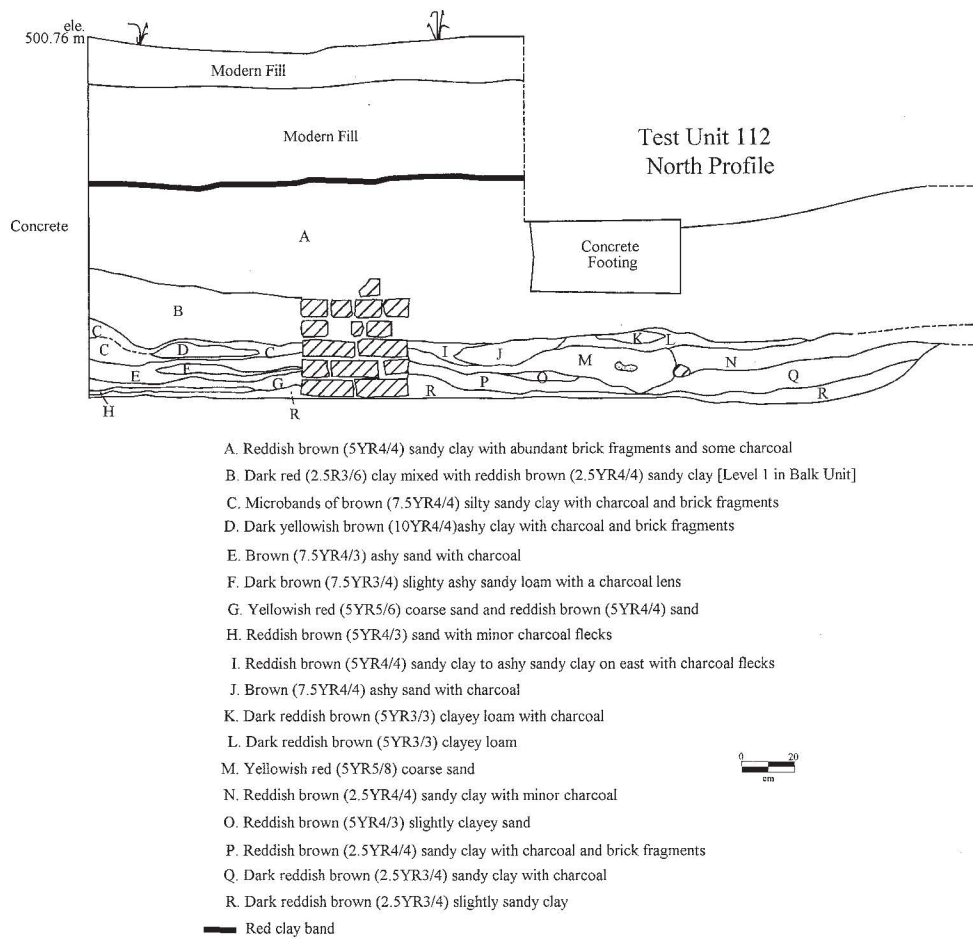 ele.
500.76 m
Modern Fill
Modern Fill
Test Unit 112
North Profile
Concrete
A
Concrete
Footing
B
C
C
D
C
E
F
G
H
R
I
J
K
L
M
N
O
P
Q
R
R
A. Reddish brown (5YR4/4) sandy clay with abundant brick fragments and some charcoal
B. Dark red (2.5R3/6) clay mixed with reddish brown (2.5YR4/4) sandy clay [Level 1 in Balk Unit]
C. Microbands of brown (7.5YR4/4) silty sandy clay with charcoal and brick fragments
D. Dark yellowish brown (10YR4/4)ashy clay with charcoal and brick fragments
E. Brown (7.5YR4/3) ashy sand with charcoal
F. Dark brown (7.5YR3/4) slighty ashy sandy loam with a charcoal lens
G. Yellowish red (5YR5/6) coarse sand and reddish brown (5YR4/4) sand
H. Reddish brown (5YR4/3) sand with minor charcoal flecks
I. Reddish brown (5YR4/4) sandy clay to ashy sandy clay on east with charcoal flecks
J. Brown (7.5YR4/4) ashy sand with charcoal
K. Dark reddish brown (5YR3/3) clayey loam with charcoal
L. Dark reddish brown (5YR3/3) clayey loam
M. Yellowish red (5YR5/8) coarse sand
0 20
cm
N. Reddish brown (2.5YR4/4) sandy clay with minor charcoal
O. Reddish brown (5YR4/3) slightly clayey sand
P. Reddish brown (2.5YR4/4) sandy clay with charcoal and brick fragments
Q. Dark reddish brown (2.5YR3/4) sandy clay with charcoal
R. Dark reddish brown (2.5YR3/4) slightly sandy clay
Red clay band